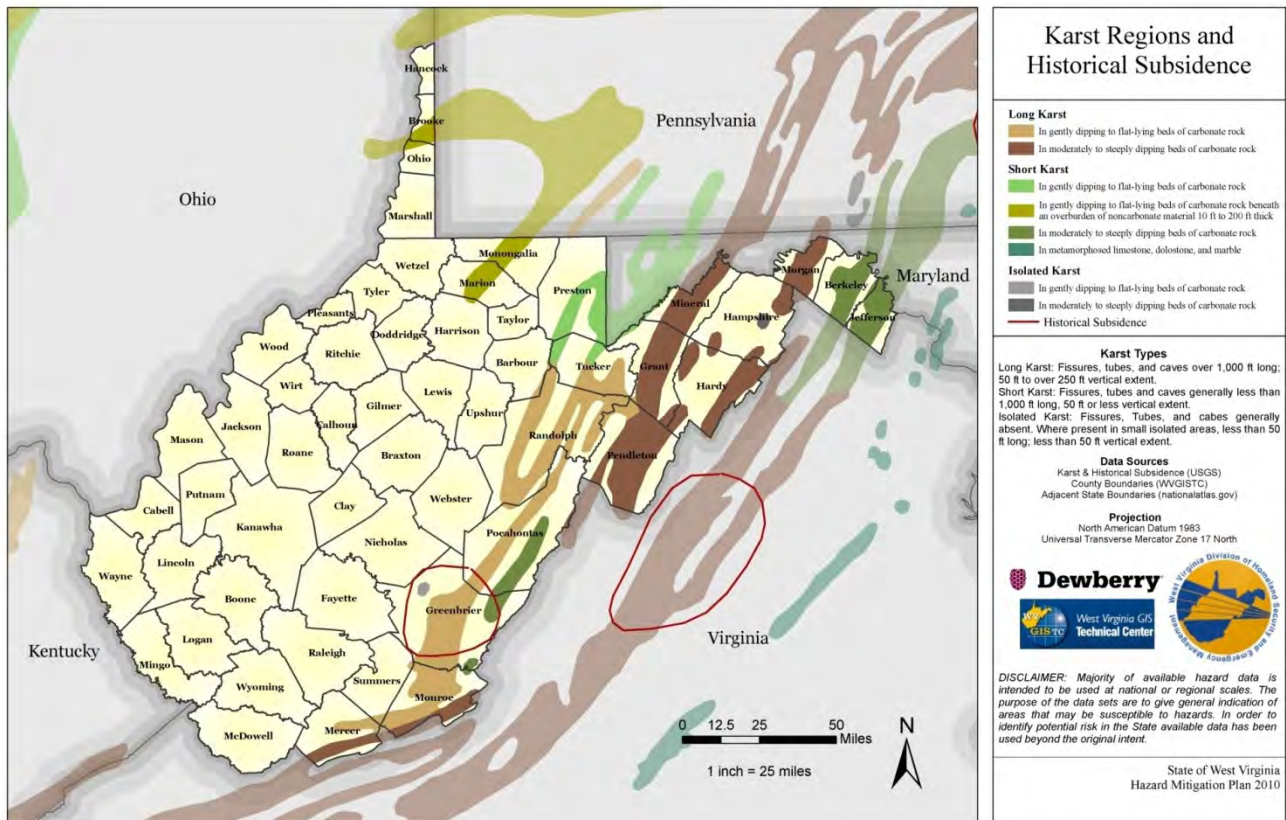 Hancock
Brooke
Ohio
Pennsylvania
Ohio
Marshall
Wetzel
Monongalia
Marion
Preston
Tyler
Pleasants
Doddridge
Harrison
Taylor
Wood
Ritchie
Barbour
Tucker
Wirt
Lewis
Upshur
Gilmer
Calhoun
Mason
Jackson
Roane
Braxton
Randolph
Pendleton
Mineral
Hampshire
Morgan
Berkeley
Jefferson
Maryland
Grant
Hardy
Putnam
Cabell
Kanawha
Clay
Webster
Nicholas
Pocahontas
Wayne
Lincoln
Boone
Fayette
Greenbrier
Kentucky
Logan
Mingo
Raleigh
Wyoming
Summers
Monroe
McDowell
Mercer
Virginia
0 12.5 25 50
Miles
1 inch = 25 miles
N
Karst Regions and
Historical Subsidence
Long Karst
In gently dipping to flat-lying beds of carbonate rock
In moderately to steeply dipping beds of carbonate rock
Short Karst
In gently dipping to flat-lying beds of carbonate rock
In gently dipping to flat-lying beds of carbonate rock beneath
an overburden of noncarbonate material 10 ft to 200 ft thick
In moderately to steeply dipping beds of carbonate rock
In metamorphosed limestone, dolostone, and marble
Isolated Karst
In gently dipping to flat-lying beds of carbonate rock
In moderately to steeply dipping beds of carbonate rock
Historical Subsidence
Karst Types
Long Karst: Fissures, tubes, and caves over 1,000 ft long;
50 ft to over 250 ft vertical extent.
Short Karst: Fissures, tubes and caves generally less than
1,000 ft long, 50 ft or less vertical extent.
Isolated Karst: Fissures, Tubes, and cabes generally
absent. Where present in small isolated areas, less than 50
ft long; less than 50 ft vertical extent.
Data Sources
Karst & Historical Subsidence (USGS)
County Boundaries (WVGISTC)
Adjacent State Boundaries (nationalatlas.gov)
Projection
North American Datum 1983
Universal Transverse Mercator Zone 17 North
Dewberry
WV
GIS TC
West Virginia GIS
Technical Center
West Virginia Division of Homeland Security
and Emergency Management
DISCLAIMER: Majority of available hazard data is
intended to be used at national or regional scales. The
purpose of the data sets are to give general indication of
areas that may be susceptible to hazards. In order to
identify potential risk in the State available data has been
used beyond the original intent.
State of West Virginia
Hazard Mitigation Plan 2010